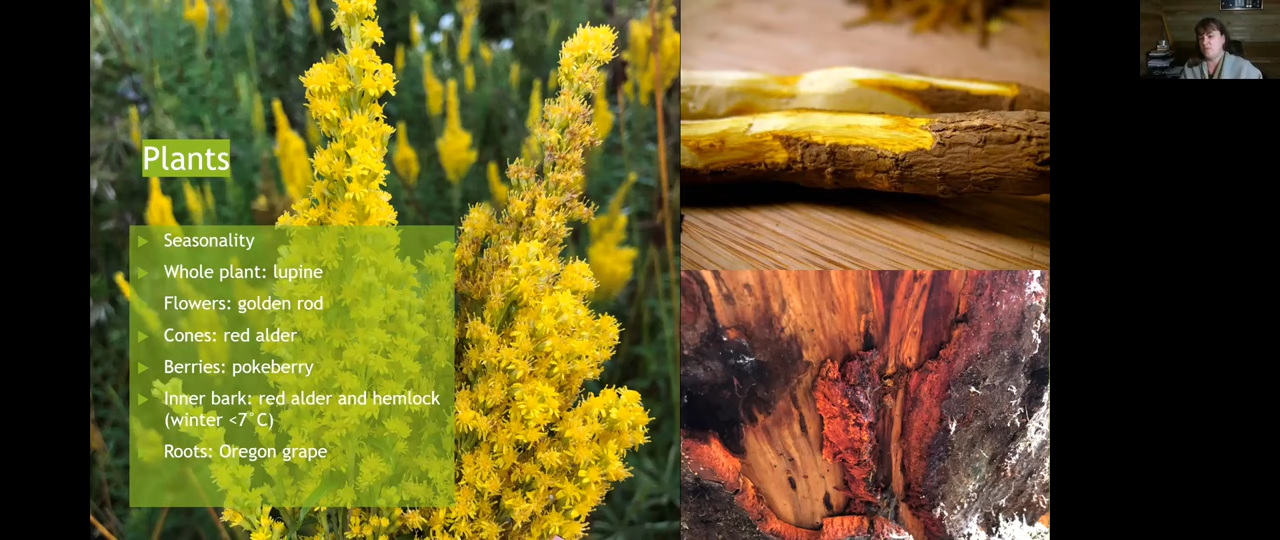 Plants
Seasonality
Whole plant: lupine
Flowers: golden rod
Cones: red alder
Berries: pokeberry
Inner bark: red alder and hemlock
(winter <7°C)
Roots: Oregon grape